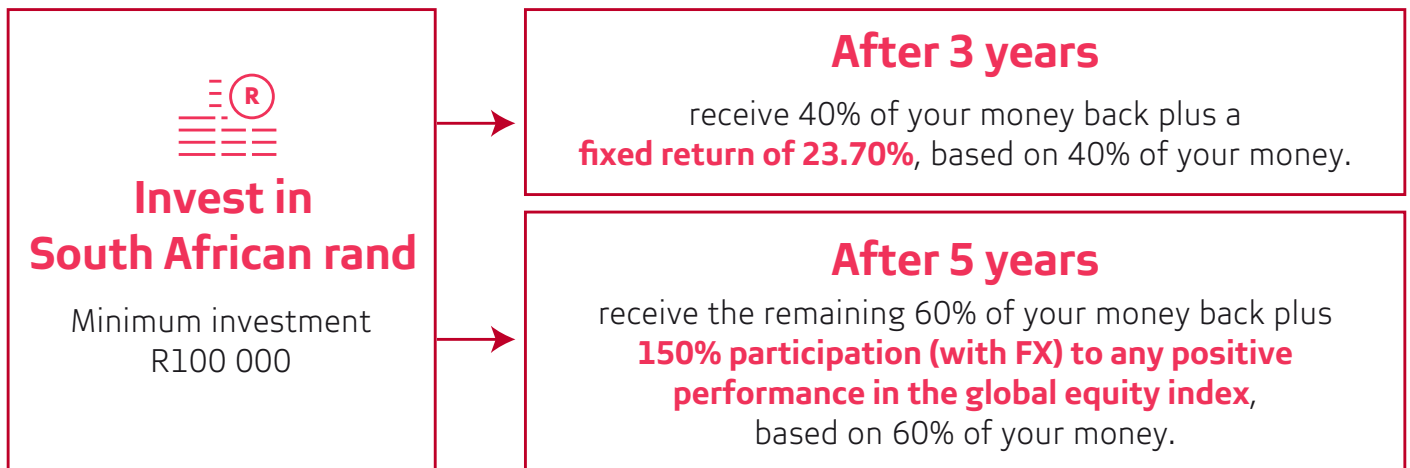 R
Invest in
South African rand
Minimum investment
R100 000
After 3 years
receive 40% of your money back plus a
fixed return of 23.70%, based on 40% of your money.
After 5 years
receive the remaining 60% of your money back plus
150% participation (with FX) to any positive
performance in the global equity index,
based on 60% of your money.